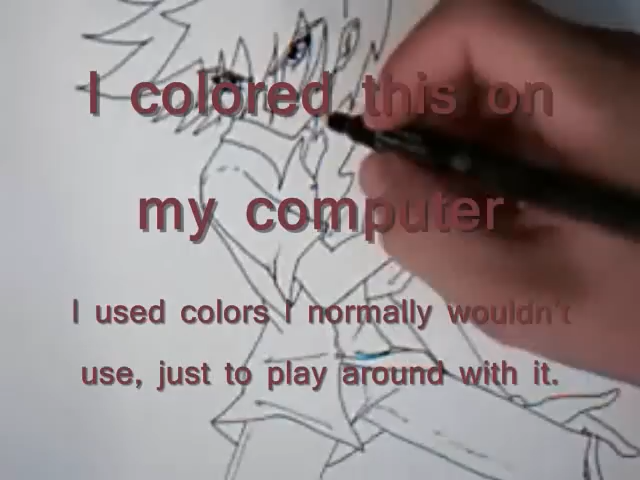 I colored this on
my computer
I used colors I normally wouldn't
use, just to play around with it.